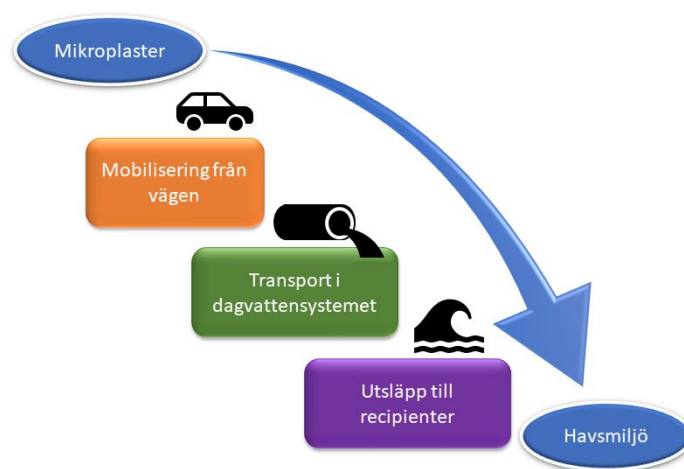 Mikroplaster
Mobilisering från
vägen
Transport i
dagvattensystemet
Utsläpp till
recipienter
Havsmiljö